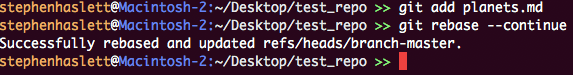 stephenhaslett@Macintosh-2:~/Desktop/test_repo >> git add planets.md
stephenhaslett@Macintosh-2:~/Desktop/test_repo >> git rebase --continue
Successfully rebased and updated refs/heads/branch-master.
stephenhaslett@Macintosh-2:~/Desktop/test_repo >>